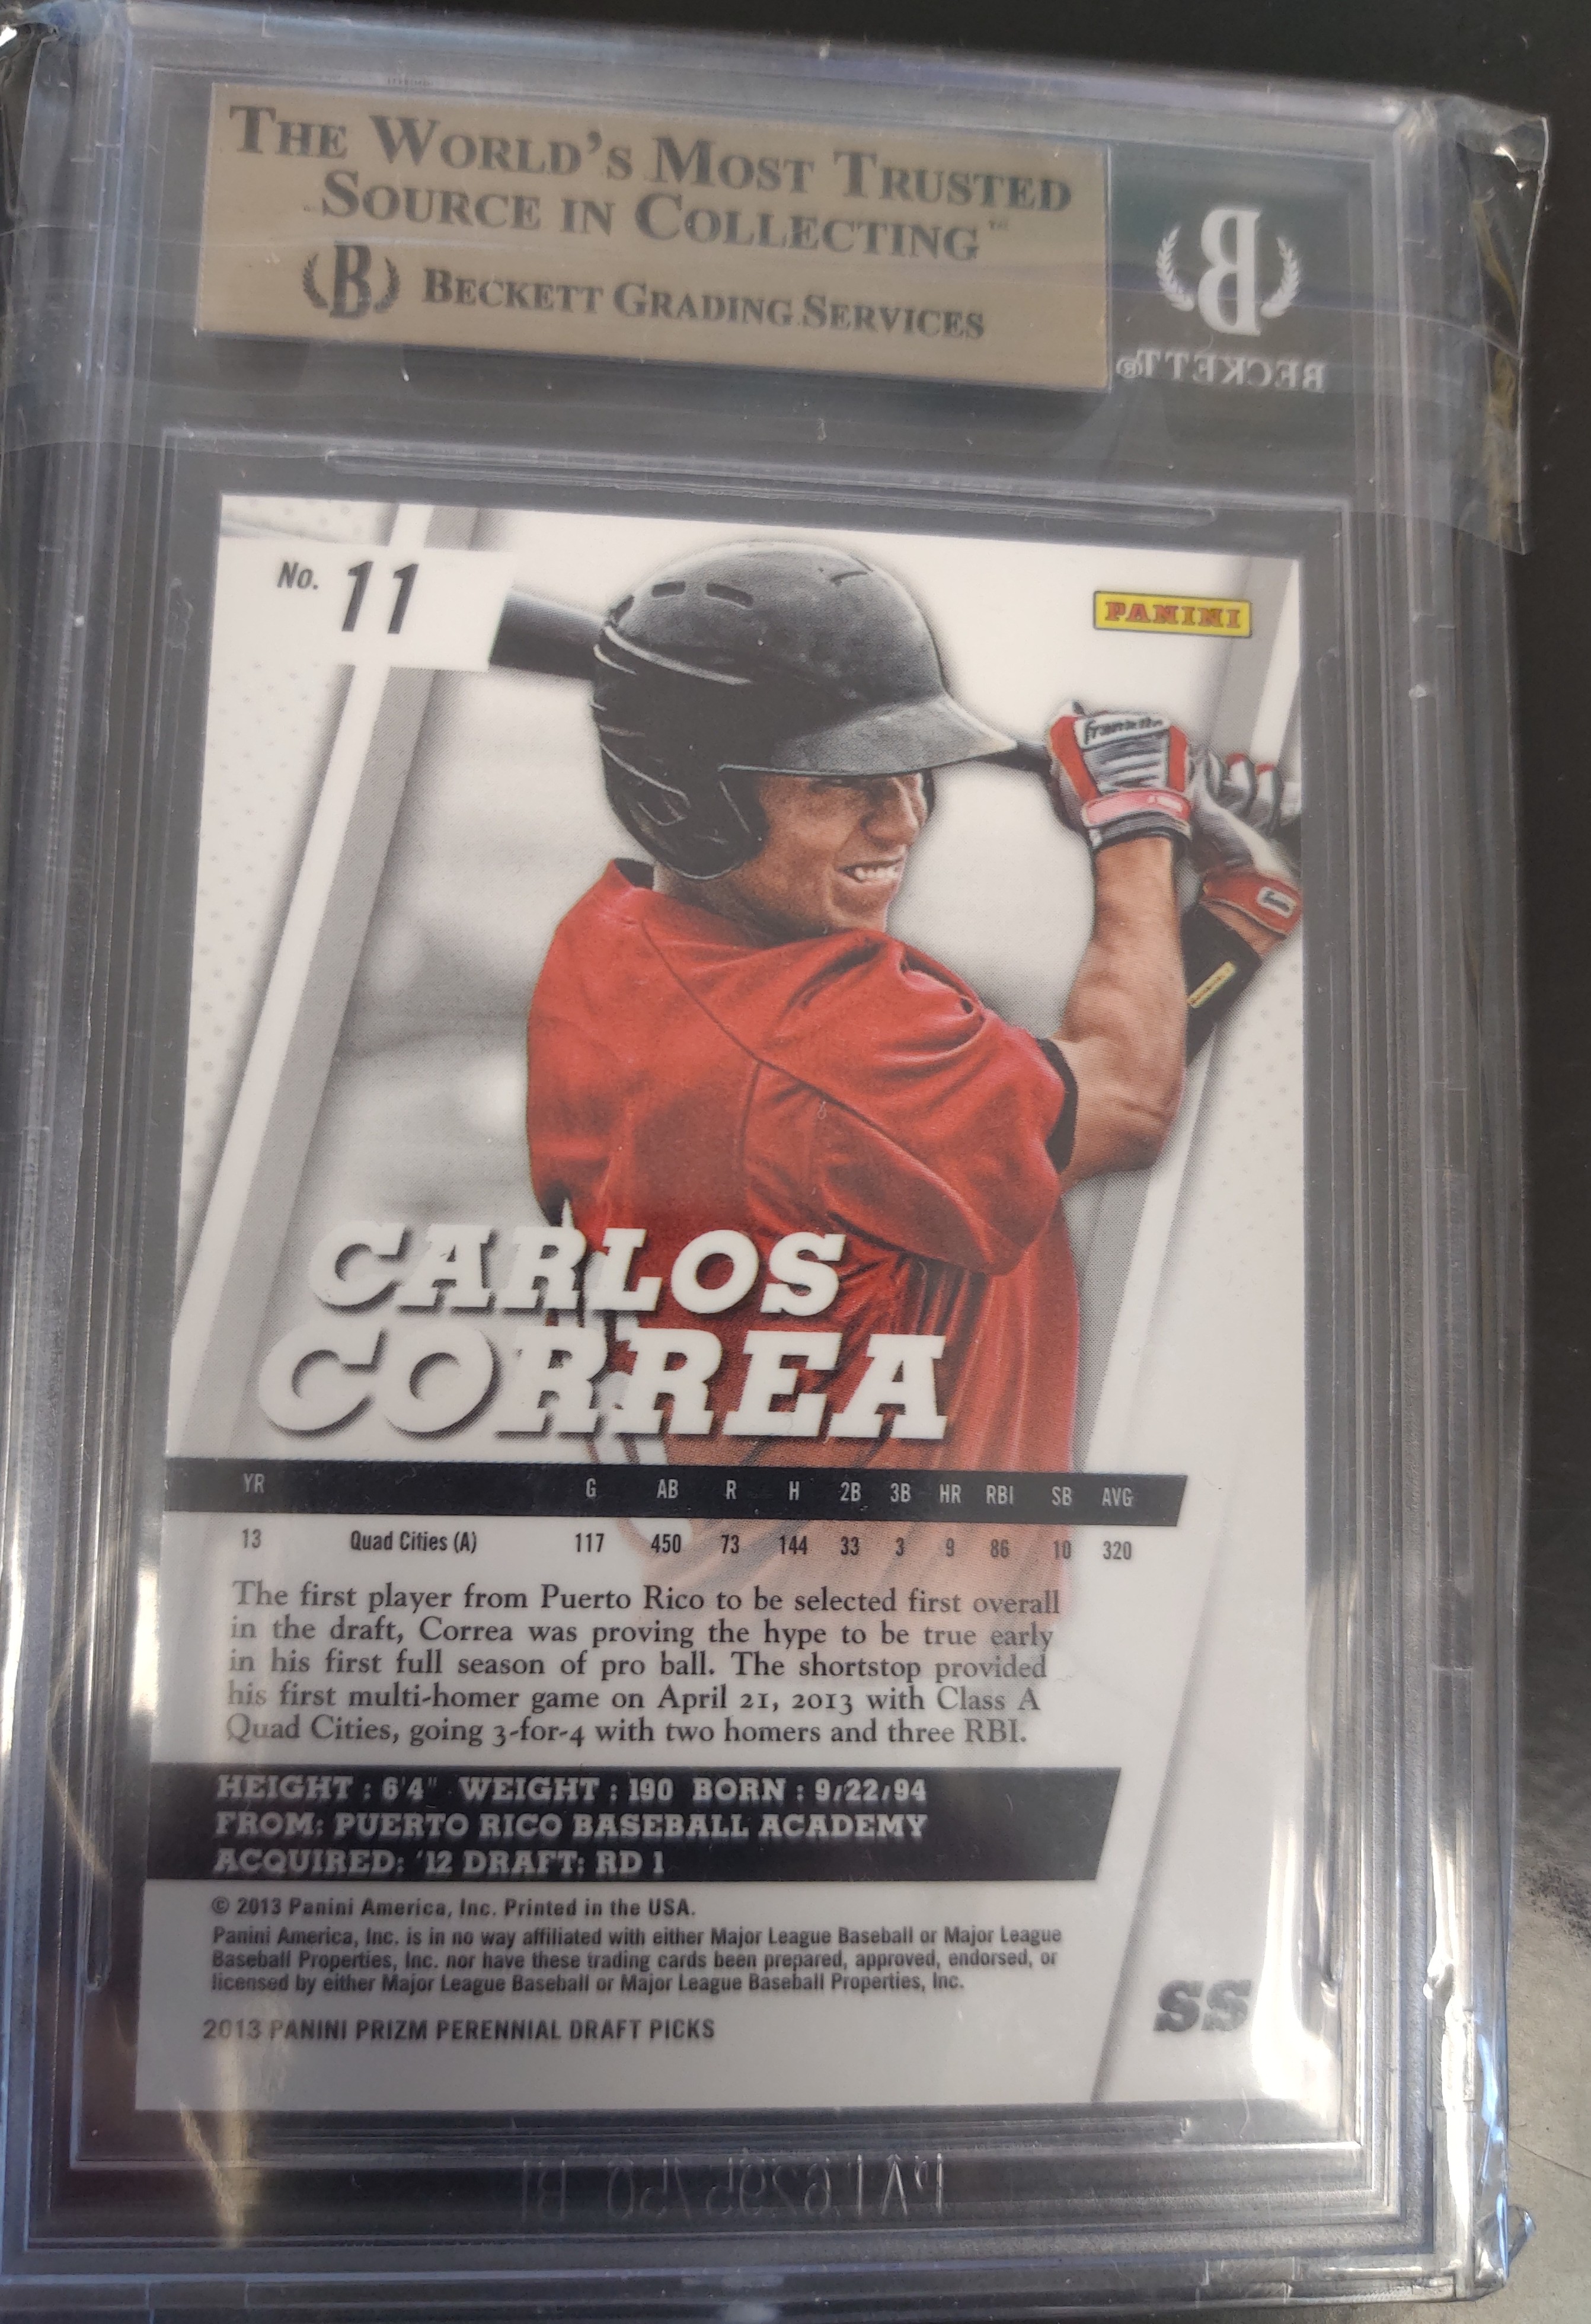 THE WORLD'S MOST TRUSTED
SOURCE IN COLLECTING™
B BECKETT GRADING SERVICES
B
BECKETT®
No. 11
PANINI
Franklin
CARLOS
CORREA
YR G AB R H 2B 3B HR RBI SB AVG
13 Quad Cities (A) 117 450 73 144 33 3 9 86 10 320
The first player from Puerto Rico to be selected first overall
in the draft, Correa was proving the hype to be true early
in his first full season of pro ball. The shortstop provided
his first multi-homer game on April 21, 2013 with Class A
Quad Cities, going 3-for-4 with two homers and three RBI.
HEIGHT : 6'4" WEIGHT : 190 BORN : 9/22/94
FROM: PUERTO RICO BASEBALL ACADEMY
ACQUIRED: '12 DRAFT: RD 1
© 2013 Panini America, Inc. Printed in the USA.
Panini America, Inc. is in no way affiliated with either Major League Baseball or Major League
Baseball Properties, Inc. nor have these trading cards been prepared, approved, endorsed, or
licensed by either Major League Baseball or Major League Baseball Properties, Inc.
SS
2013 PANINI PRIZM PERENNIAL DRAFT PICKS